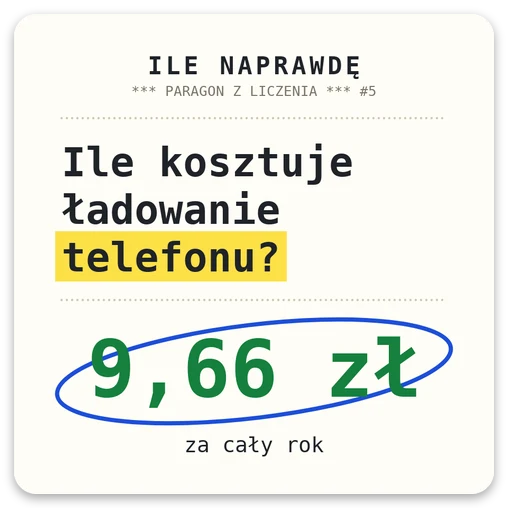 ILE NAPRAWDĘ
*** PARAGON Z LICZENIA *** #5
Ile kosztuje
ładowanie
telefonu?
9,66 zł
za cały rok